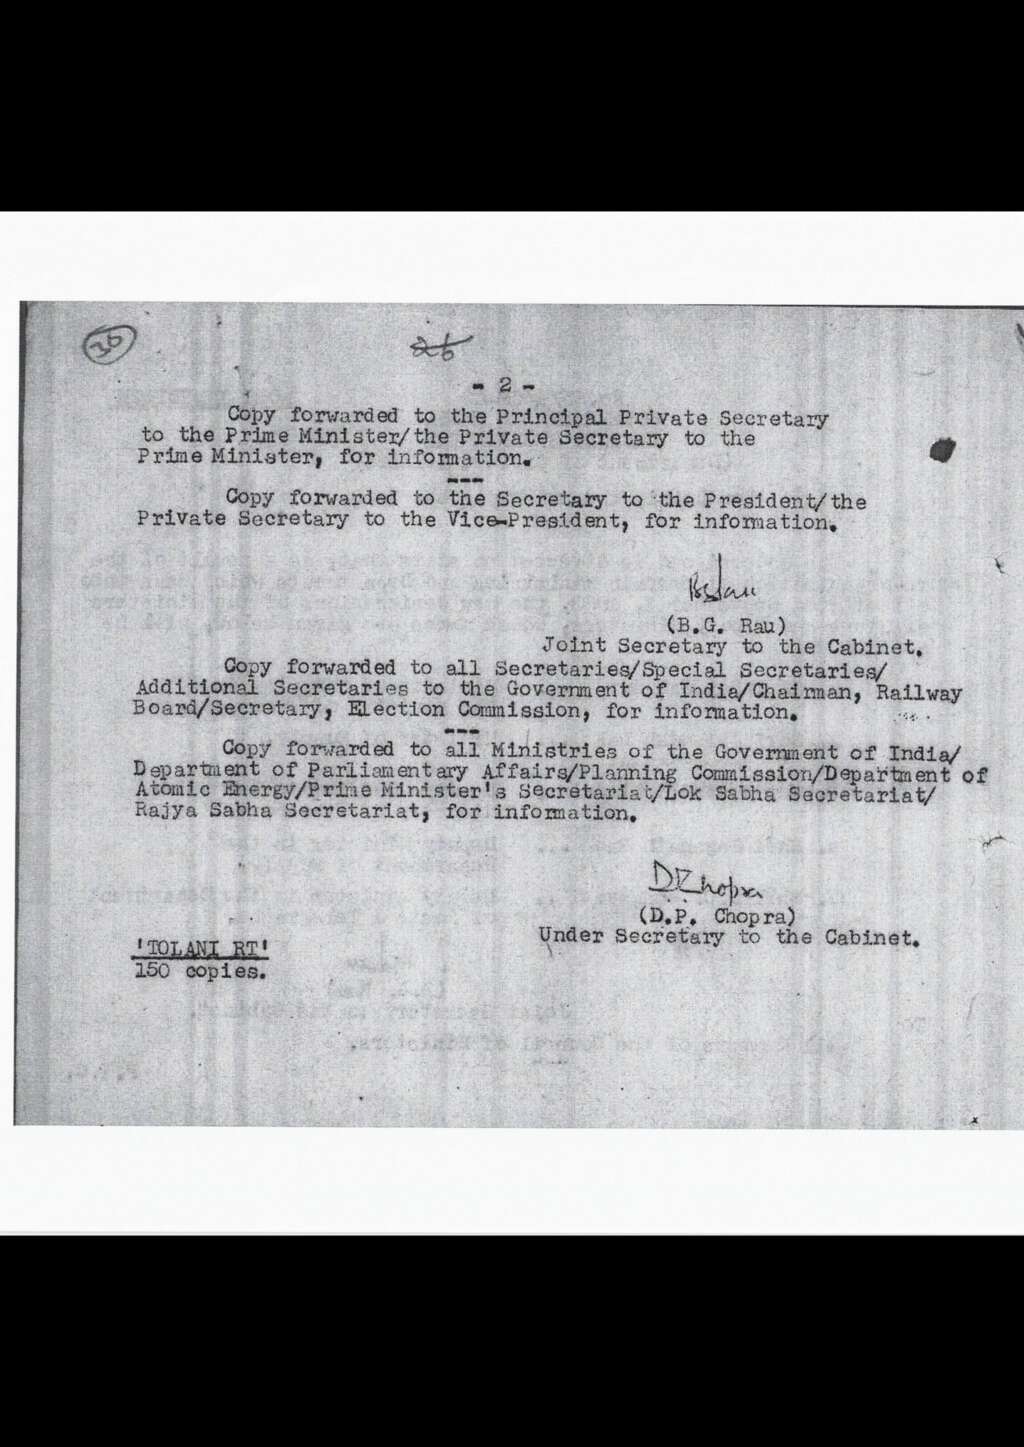 36
26
- 2 -
Copy forwarded to the Principal Private Secretary
to the Prime Minister/the Private Secretary to the
Prime Minister, for information.
---
Copy forwarded to the Secretary to the President/the
Private Secretary to the Vice-President, for information.
(B.G. Rau)
Joint Secretary to the Cabinet.
Copy forwarded to all Secretaries/Special Secretaries/
Additional Secretaries to the Government of India/Chairman, Railway
Board/Secretary, Election Commission, for information.
---
Copy forwarded to all Ministries of the Government of India/
Department of Parliamentary Affairs/Planning Commission/Department of
Atomic Energy/Prime Minister's Secretariat/Lok Sabha Secretariat/
Rajya Sabha Secretariat, for information.
DPChopra
(D.P. Chopra)
Under Secretary to the Cabinet.
'TOLANI RT'
150 copies.